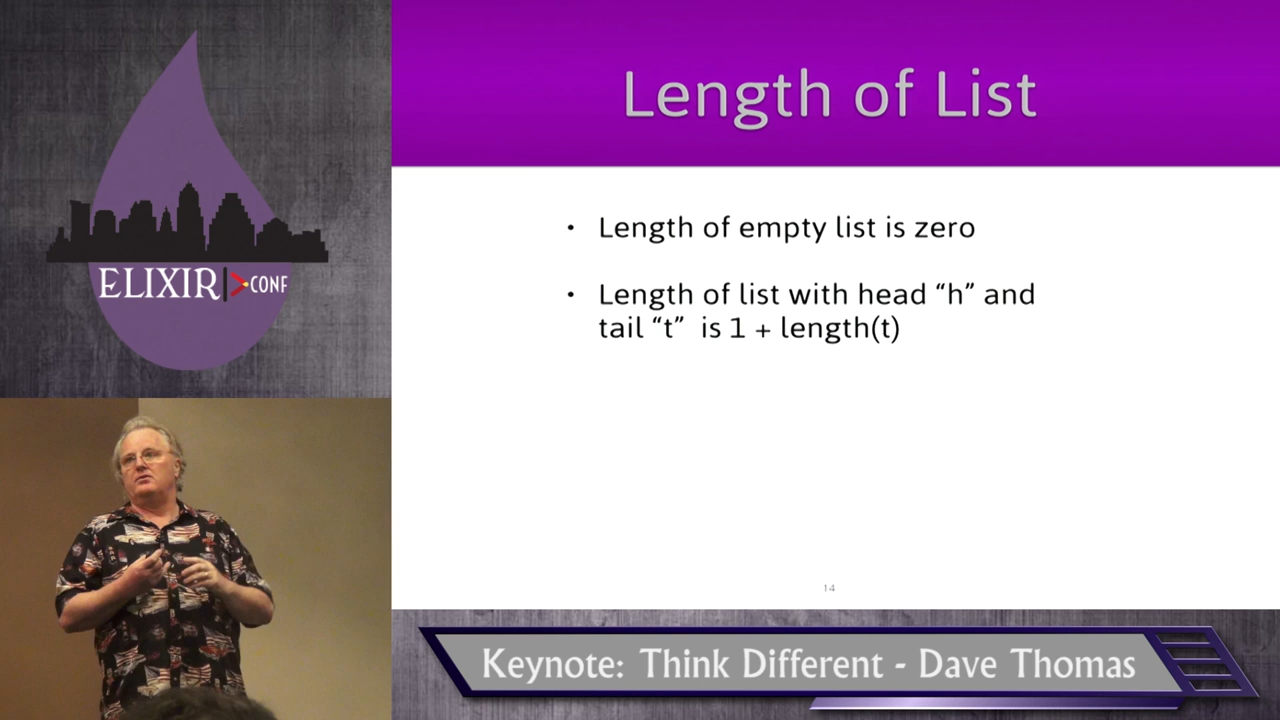 Length of List
• Length of empty list is zero
• Length of list with head “h” and
tail “t” is 1 + length(t)
14
ELIXIR CONF
Keynote: Think Different - Dave Thomas